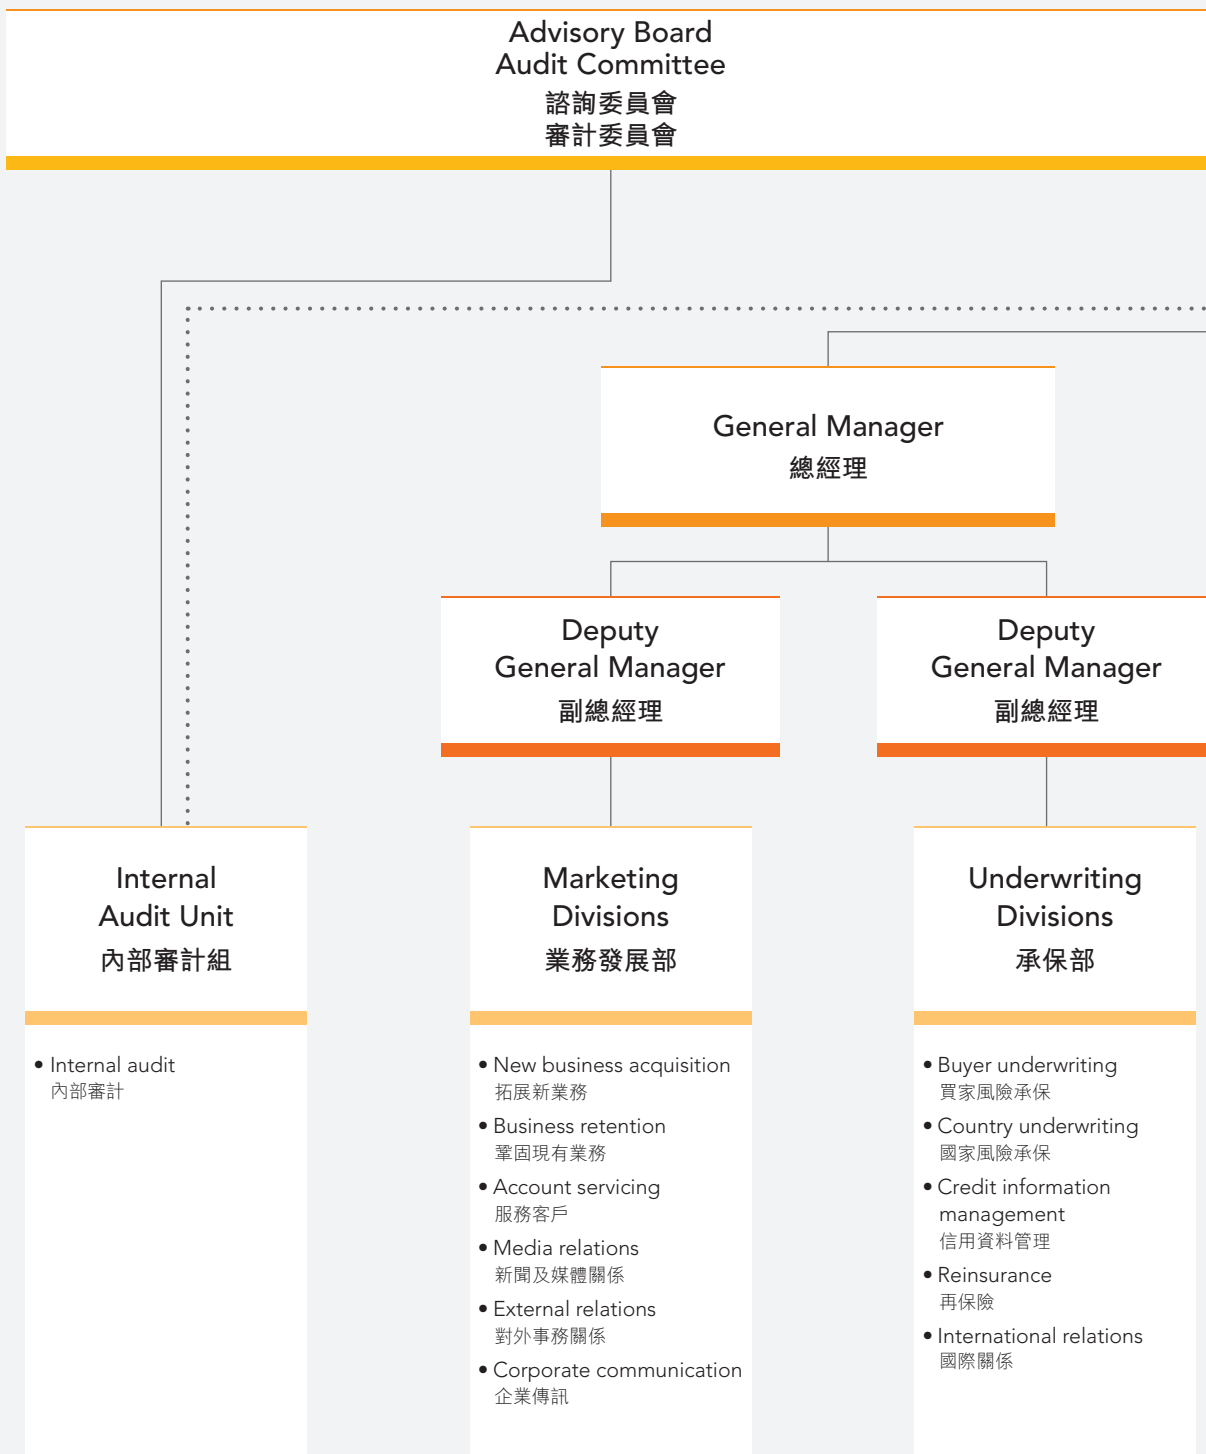 Advisory Board
Audit Committee
諮詢委員會
審計委員會
General Manager
總經理
Deputy
General Manager
副總經理
Deputy
General Manager
副總經理
Internal
Audit Unit
內部審計組
• Internal audit
內部審計
Marketing
Divisions
業務發展部
• New business acquisition
拓展新業務
• Business retention
鞏固現有業務
• Account servicing
服務客戶
• Media relations
新聞及媒體關係
• External relations
對外事務關係
• Corporate communication
企業傳訊
Underwriting
Divisions
承保部
• Buyer underwriting
買家風險承保
• Country underwriting
國家風險承保
• Credit information
management
信用資料管理
• Reinsurance
再保險
• International relations
國際關係